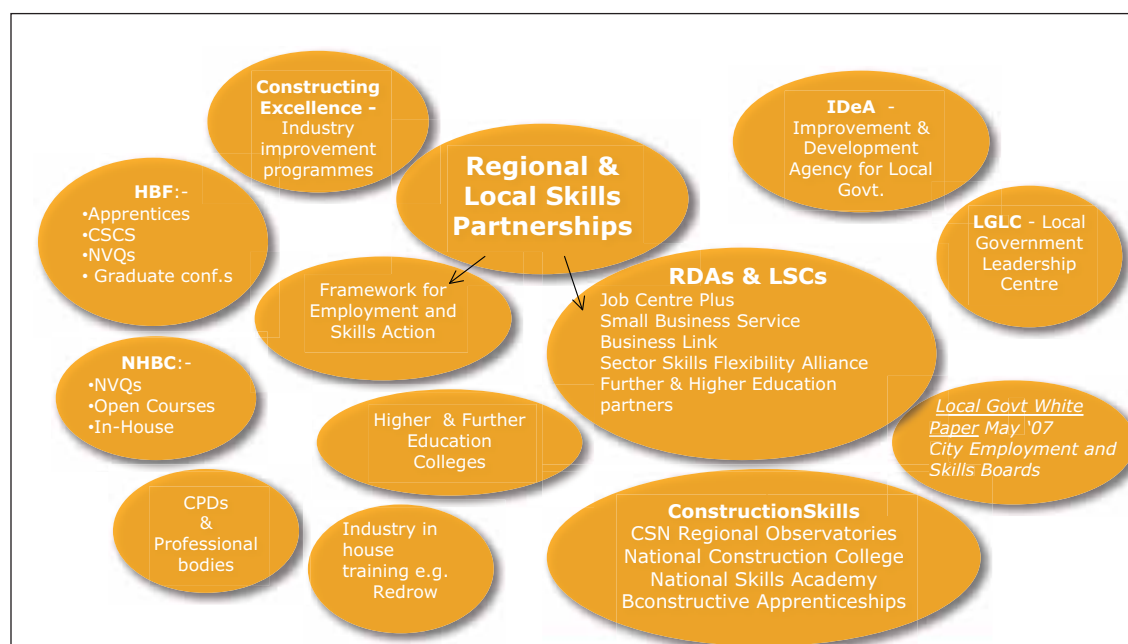 Constructing
Excellence -
Industry
improvement
programmes
IDeA -
Improvement &
Development
Agency for Local
Govt.
Regional &
Local Skills
Partnerships
HBF:-
•Apprentices
•CSCS
•NVQs
• Graduate conf.s
LGLC - Local
Government
Leadership
Centre
Framework for
Employment and
Skills Action
RDAs & LSCs
Job Centre Plus
Small Business Service
Business Link
Sector Skills Flexibility Alliance
Further & Higher Education
partners
NHBC:-
•NVQs
•Open Courses
•In-House
Higher & Further
Education
Colleges
Local Govt White
Paper May ‘07
City Employment and
Skills Boards
CPDs
&
Professional
bodies
Industry in
house
training e.g.
Redrow
ConstructionSkills
CSN Regional Observatories
National Construction College
National Skills Academy
Bconstructive Apprenticeships